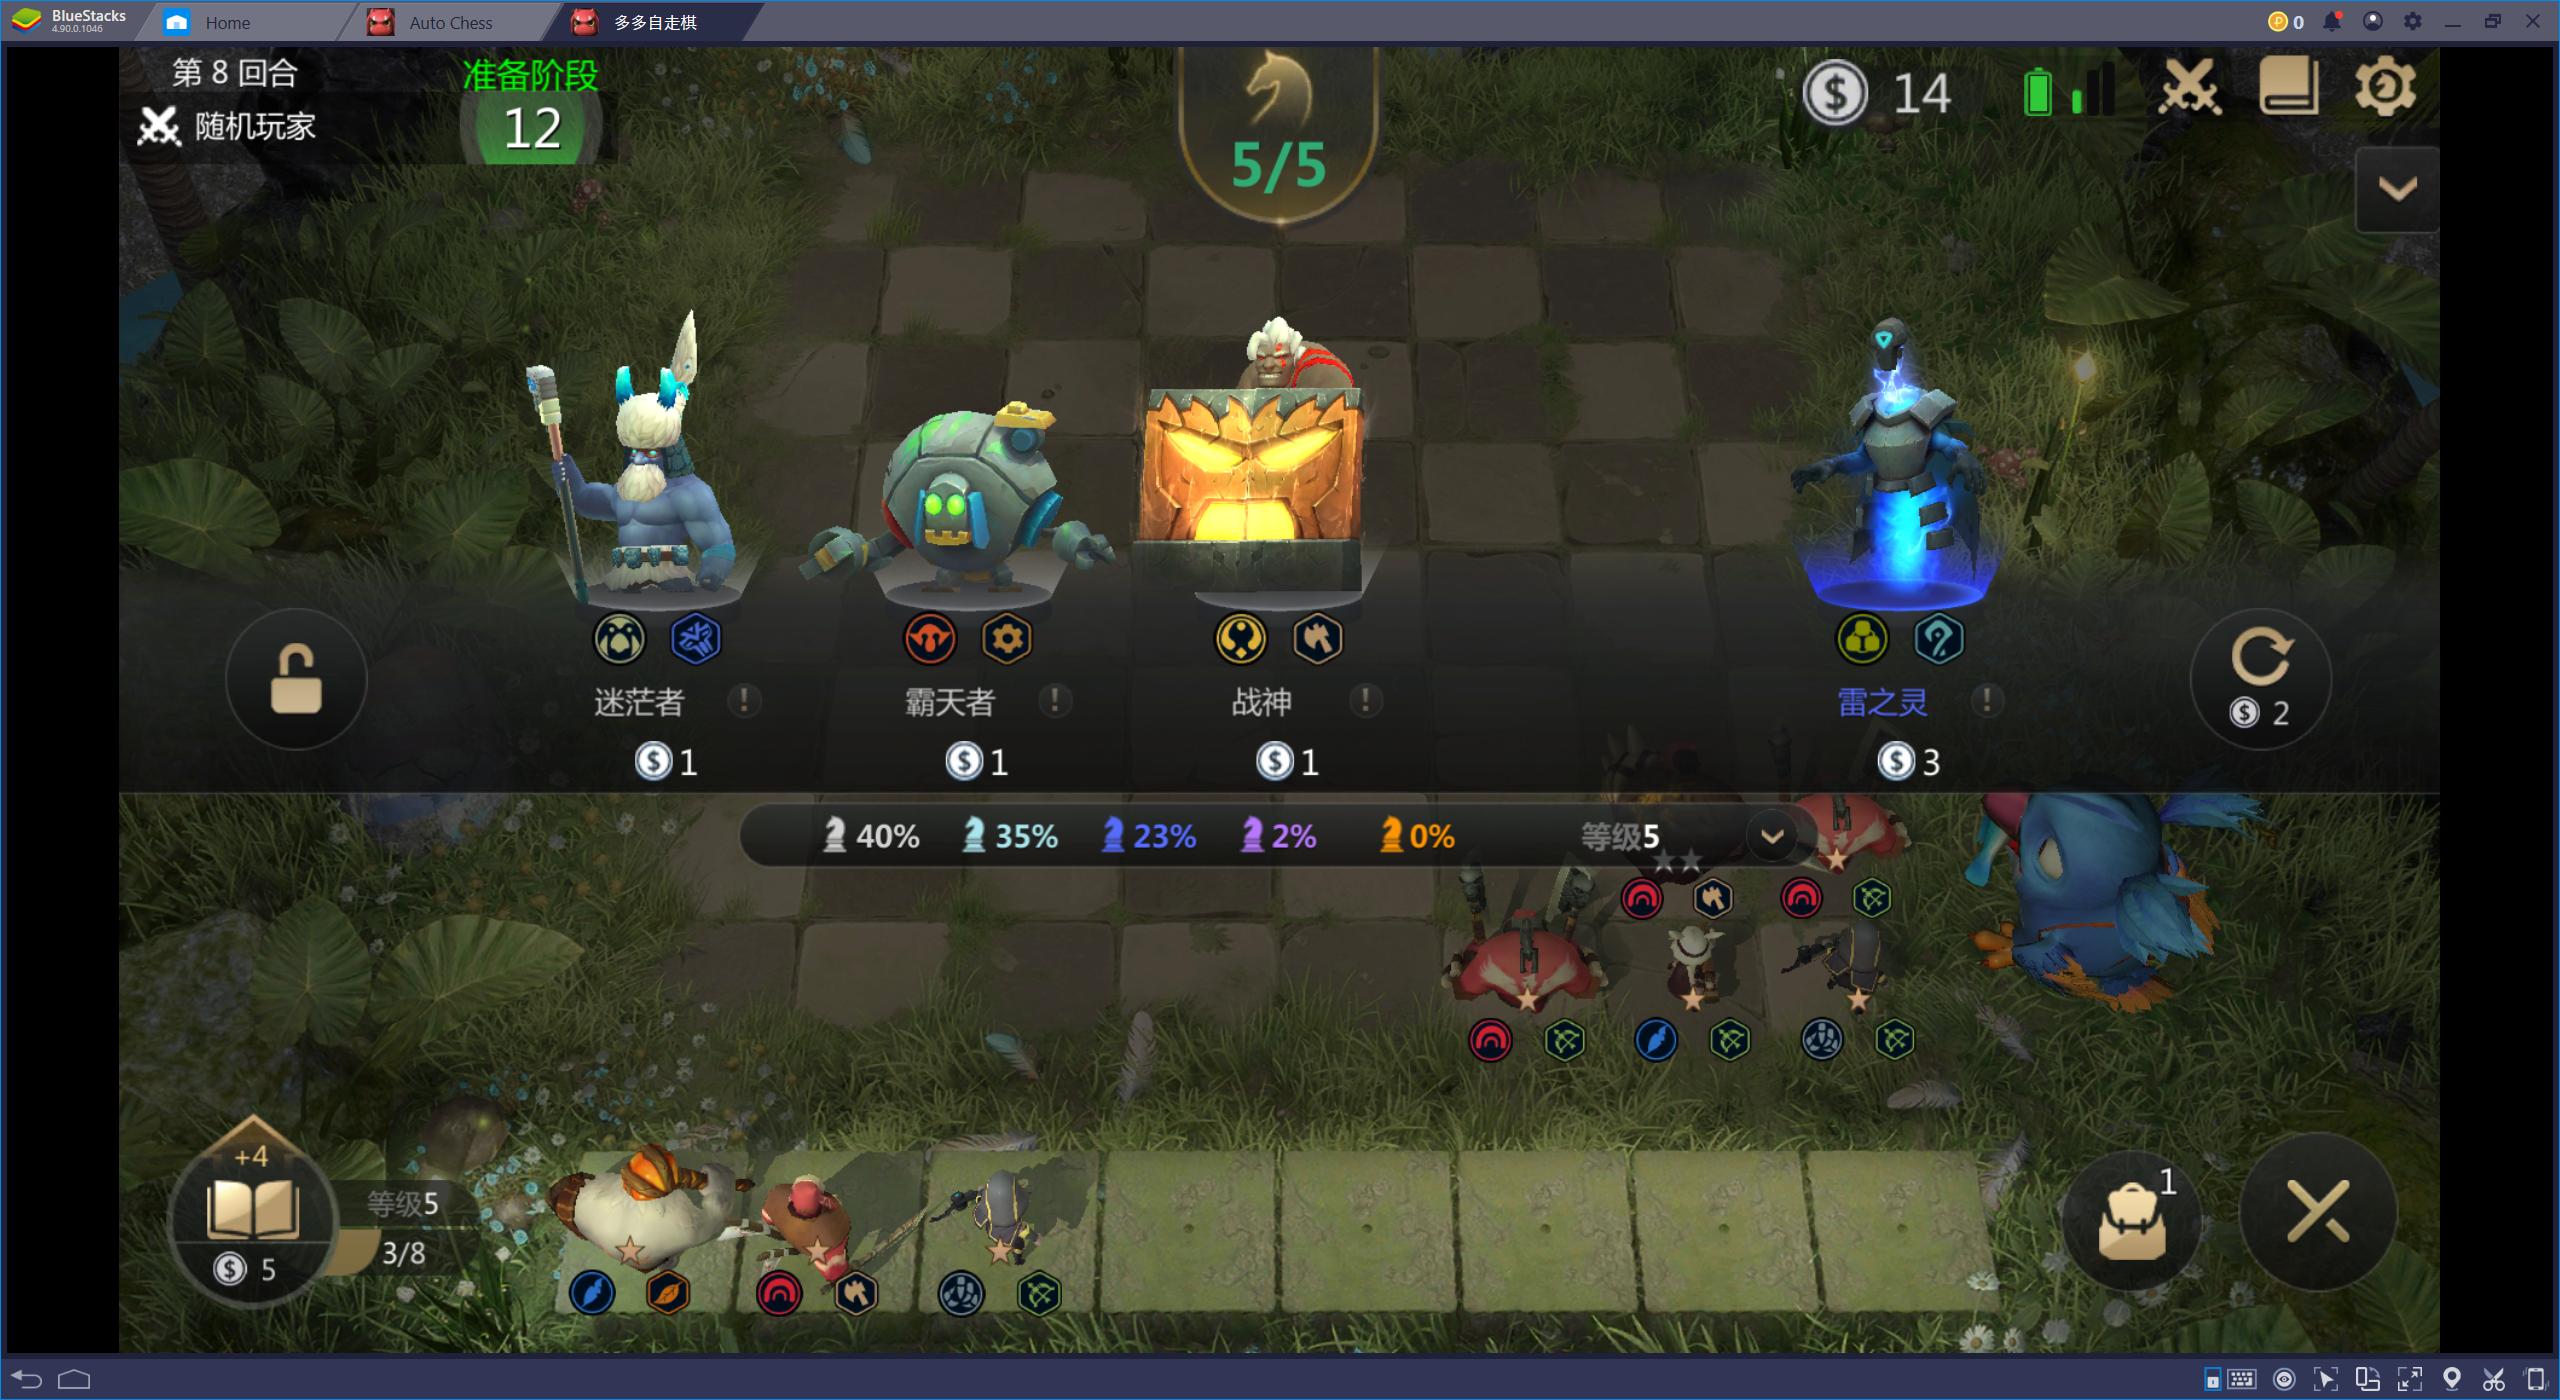 BlueStacks
4.90.0.1046
Home
Auto Chess
多多自走棋
0
第 8 回合
准备阶段
随机玩家
12
5/5
14
迷茫者
!
霸天者
!
战神
!
雷之灵
!
2
1
1
1
3
40%
35%
23%
2%
0%
等级5
+4
等级5
5
3/8
1